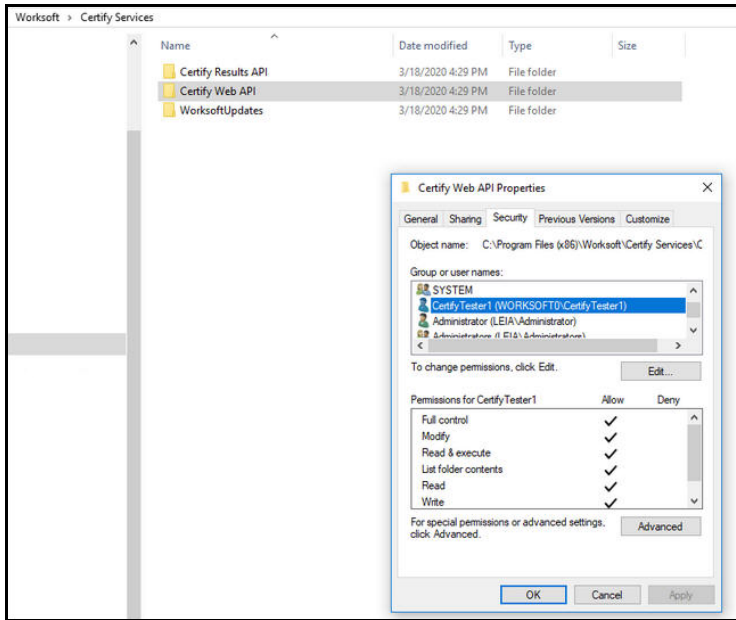 Worksoft > Certify Services
Name Date modified Type Size
Certify Results API 3/18/2020 4:29 PM File folder
Certify Web API 3/18/2020 4:29 PM File folder
WorksoftUpdates 3/18/2020 4:29 PM File folder
Certify Web API Properties
General Sharing Security Previous Versions Customize
Object name: C:\Program Files (x86)\Worksoft\Certify Services\C
Group or user names:
SYSTEM
CertifyTester1 (WORKSOFT0\CertifyTester1)
Administrator (LEIA\Administrator)
Administrators (LEIA\Administrators)
To change permissions, click Edit.
Edit...
Permissions for CertifyTester1 Allow Deny
Full control
Modify
Read & execute
List folder contents
Read
Write
For special permissions or advanced settings,
click Advanced.
Advanced
OK Cancel Apply